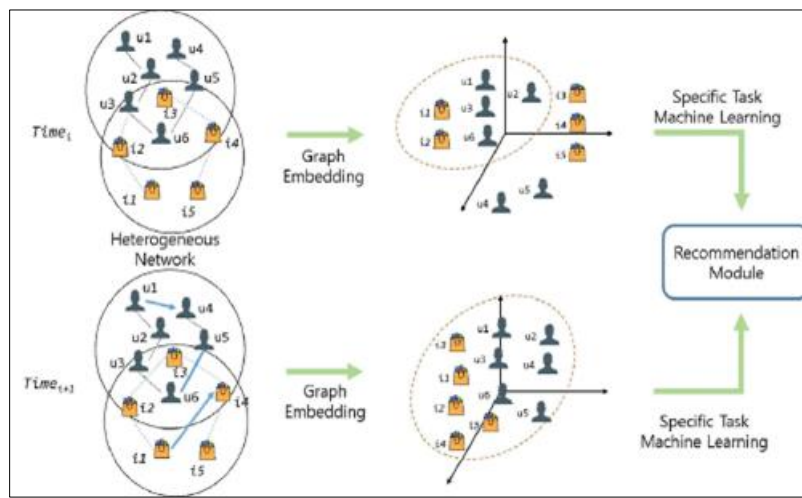 u1
u4
u2
u5
u3
i3
Time_i
i2
u6
i4
i1
i5
Heterogeneous
Network
Graph
Embedding
u1
u2
i3
i1
u3
i4
i2
u6
i5
u5
u4
Specific Task
Machine Learning
Recommendation
Module
u1
u4
u2
u5
u3
i3
Time_{i+1}
i2
u6
i4
i1
i5
Graph
Embedding
u1
u2
u3
u4
i1
i2
u6
u5
i4
Specific Task
Machine Learning